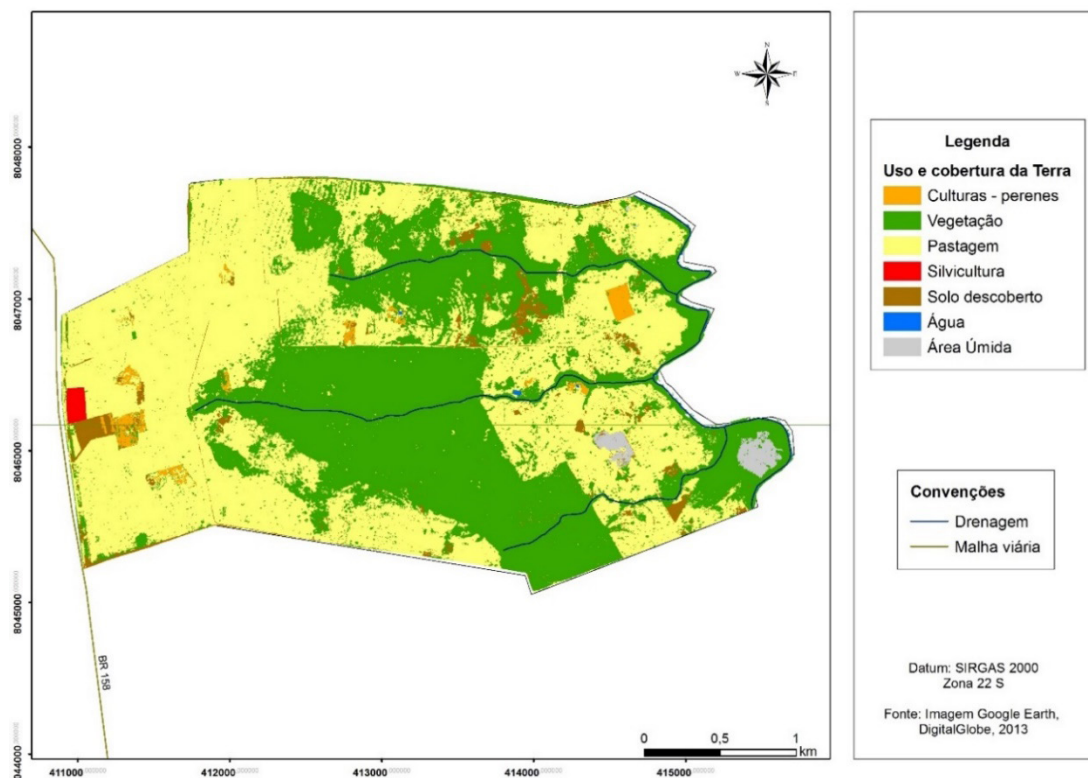 N
W
S
8048000
8047000
8046000
8045000
8044000
BR 158
0
0,5
1
km
411000
412000
413000
414000
415000
Legenda
Uso e cobertura da Terra
Culturas - perenes
Vegetação
Pastagem
Silvicultura
Solo descoberto
Água
Área Úmida
Convenções
Drenagem
Malha viária
Datum: SIRGAS 2000
Zona 22 S
Fonte: Imagem Google Earth,
DigitalGlobe, 2013